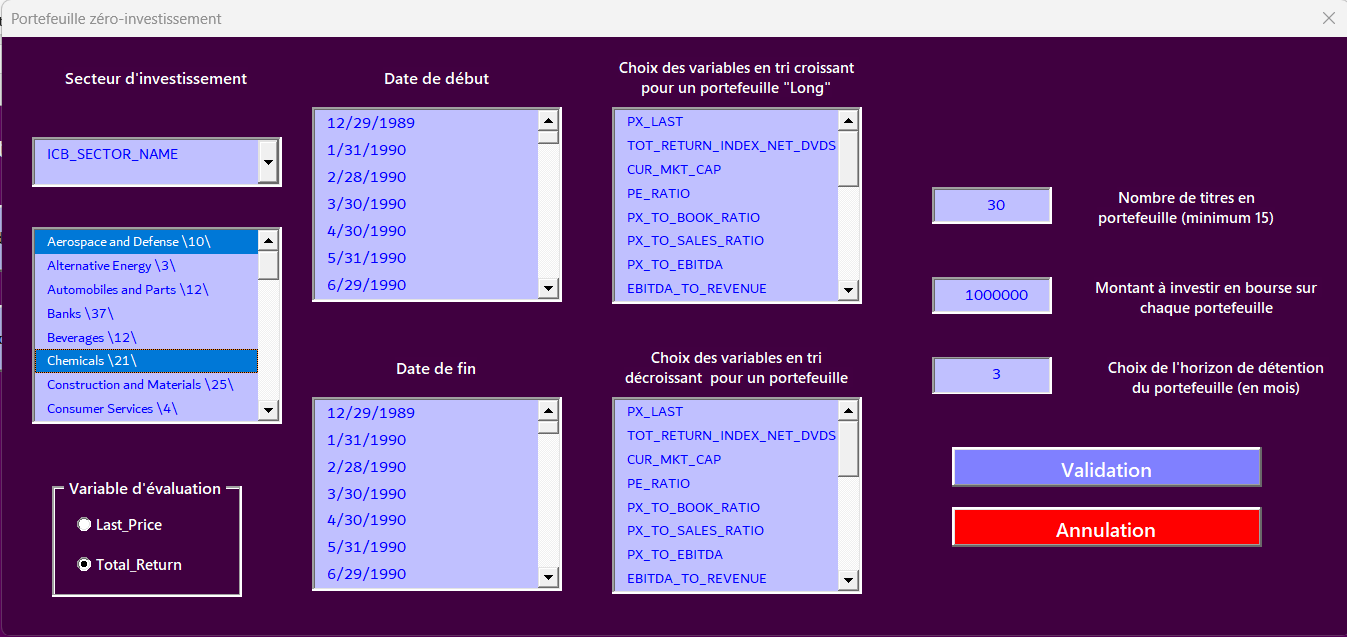 Portefeuille zéro-investissement
Secteur d'investissement
ICB_SECTOR_NAME
Aerospace and Defense \10\
Alternative Energy \3\
Automobiles and Parts \12\
Banks \37\
Beverages \12\
Chemicals \21\
Construction and Materials \25\
Consumer Services \4\
Variable d'évaluation
Last_Price
Total_Return
Date de début
12/29/1989
1/31/1990
2/28/1990
3/30/1990
4/30/1990
5/31/1990
6/29/1990
Date de fin
12/29/1989
1/31/1990
2/28/1990
3/30/1990
4/30/1990
5/31/1990
6/29/1990
Choix des variables en tri croissant
pour un portefeuille "Long"
PX_LAST
TOT_RETURN_INDEX_NET_DVDS
CUR_MKT_CAP
PE_RATIO
PX_TO_BOOK_RATIO
PX_TO_SALES_RATIO
PX_TO_EBITDA
EBITDA_TO_REVENUE
Choix des variables en tri
décroissant pour un portefeuille
PX_LAST
TOT_RETURN_INDEX_NET_DVDS
CUR_MKT_CAP
PE_RATIO
PX_TO_BOOK_RATIO
PX_TO_SALES_RATIO
PX_TO_EBITDA
EBITDA_TO_REVENUE
30
Nombre de titres en
portefeuille (minimum 15)
1000000
Montant à investir en bourse sur
chaque portefeuille
3
Choix de l'horizon de détention
du portefeuille (en mois)
Validation
Annulation